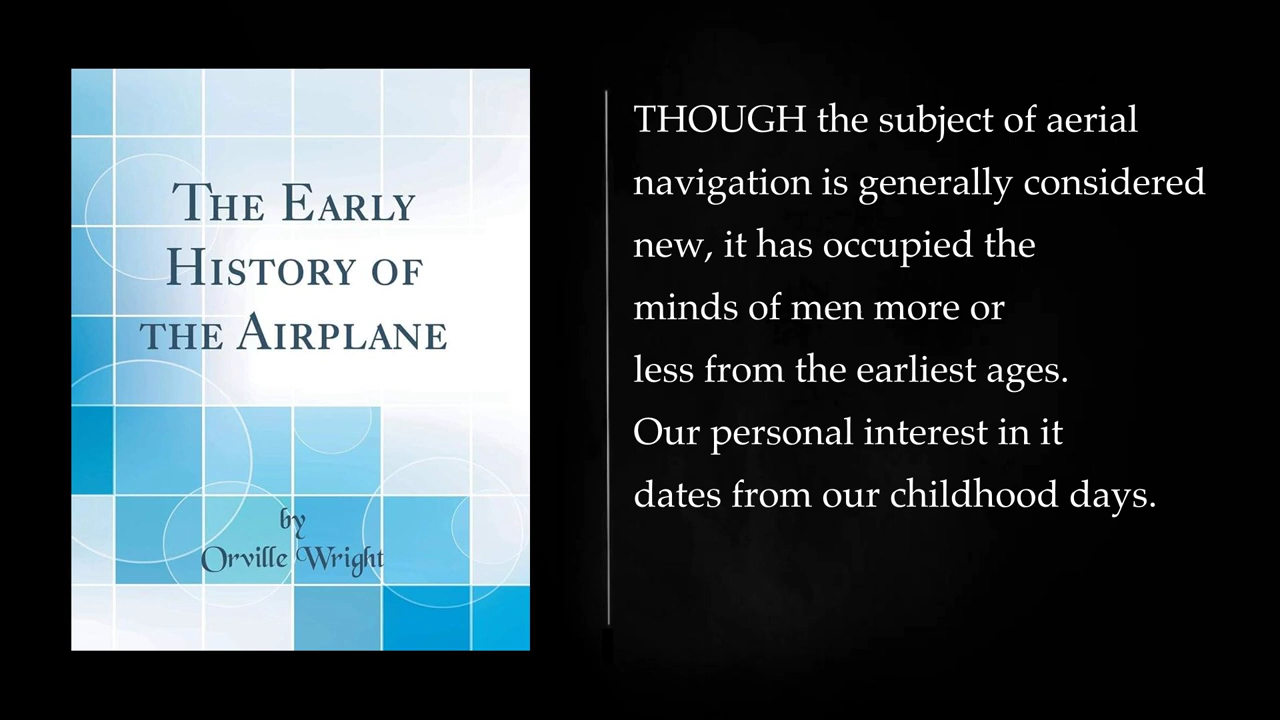 The Early
History of
the Airplane
by
Orville Wright
THOUGH the subject of aerial
navigation is generally considered
new, it has occupied the
minds of men more or
less from the earliest ages.
Our personal interest in it
dates from our childhood days.